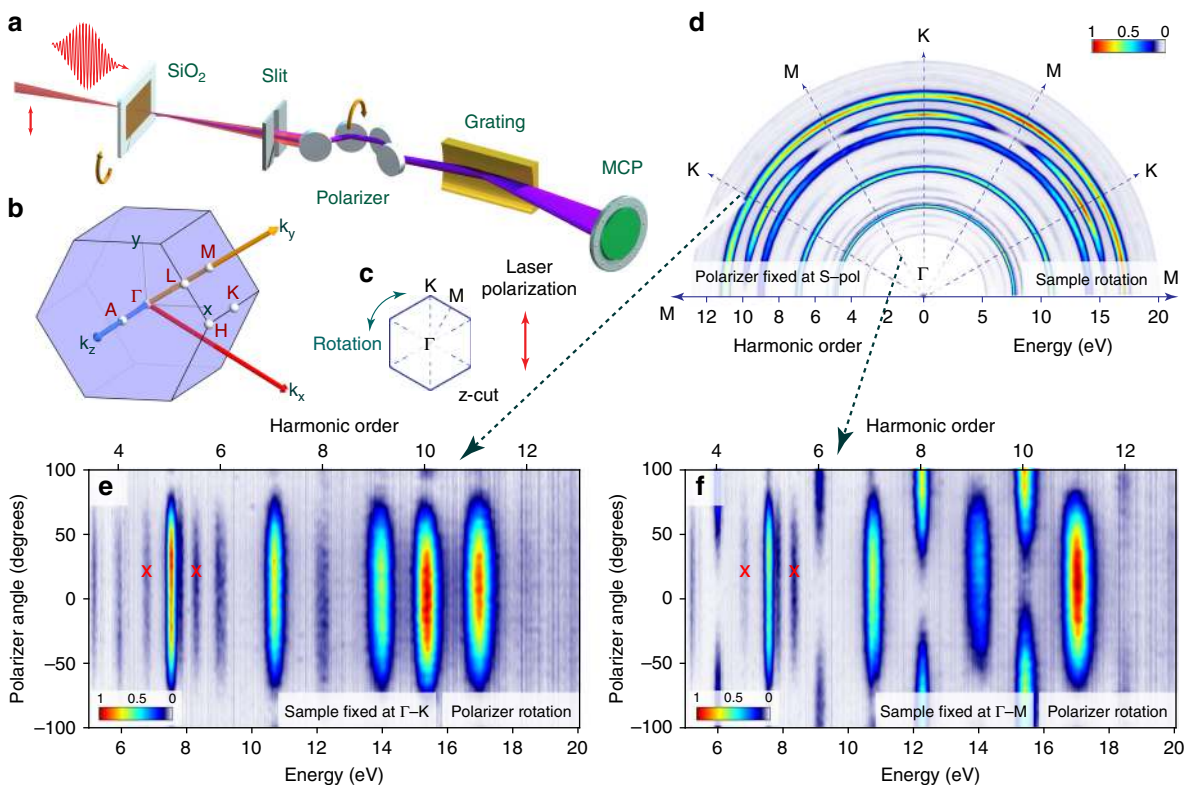 a
SiO2
Slit
Polarizer
Grating
MCP
b
y
ky
M
L
Γ
K
A
x
H
kz
kx
c
K
M
Rotation
Γ
z-cut
Laser
polarization
d
1 0.5 0
K
M
M
K
K
Γ
Polarizer fixed at S–pol
Sample rotation
M
M
12 10 8 6 4 2 0 5 10 15 20
Harmonic order
Energy (eV)
Harmonic order
4 6 8 10 12
e
100
50
0
−50
−100
Polarizer angle (degrees)
x x
1 0.5 0
Sample fixed at Γ–K
Polarizer rotation
6 8 10 12 14 16 18 20
Energy (eV)
Harmonic order
4 6 8 10 12
f
100
50
0
−50
−100
Polarizer angle (degrees)
x x
1 0.5 0
Sample fixed at Γ–M
Polarizer rotation
6 8 10 12 14 16 18 20
Energy (eV)